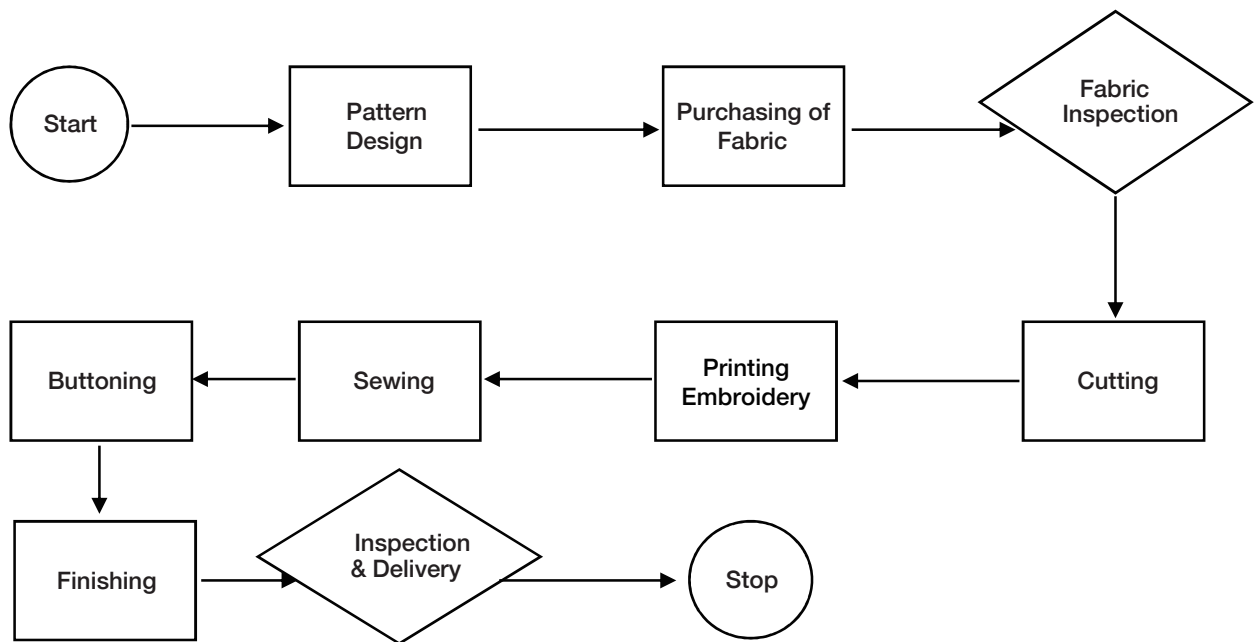 Start
Pattern
Design
Purchasing of
Fabric
Fabric
Inspection
Cutting
Printing
Embroidery
Sewing
Buttoning
Finishing
Inspection
& Delivery
Stop